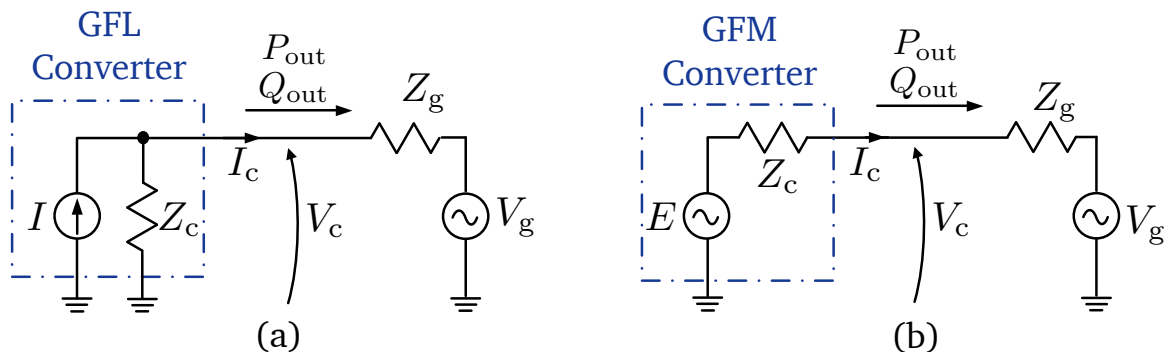 GFL
Converter
P_out
Q_out
Z_g
I_c
I
Z_c
V_c
V_g
(a)
GFM
Converter
P_out
Q_out
Z_g
Z_c
I_c
E
V_c
V_g
(b)